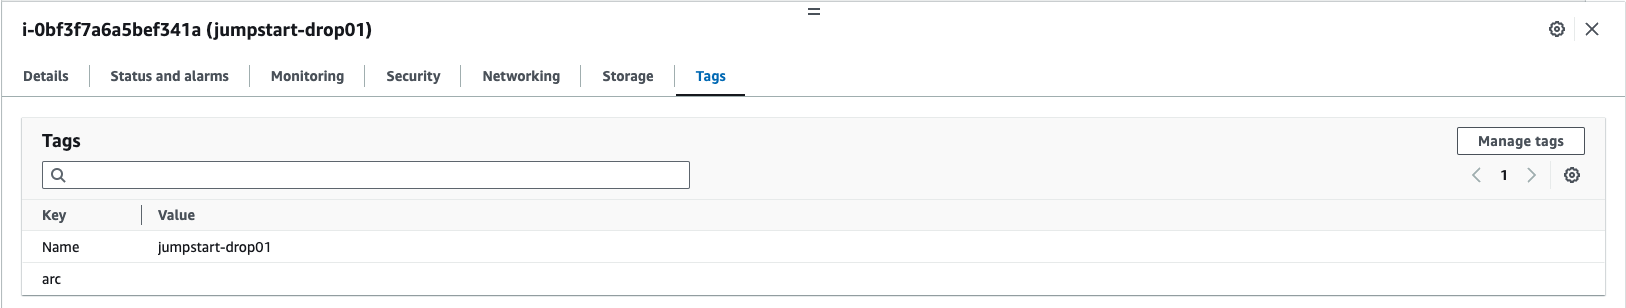 i-0bf3f7a6a5bef341a (jumpstart-drop01)
Details Status and alarms Monitoring Security Networking Storage Tags
Tags
Manage tags
1
Key Value
Name jumpstart-drop01
arc